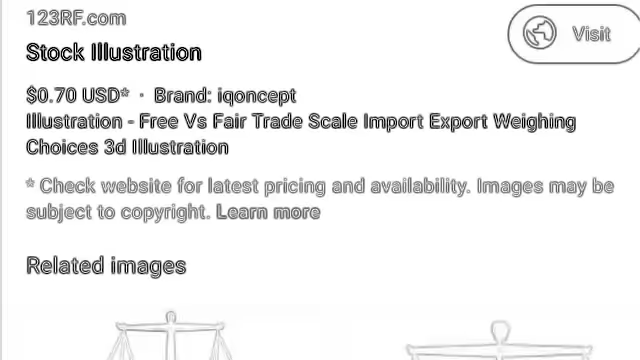 123RF.com
Stock Illustration
Visit
$0.70 USD* · Brand: iqoncept
Illustration - Free Vs Fair Trade Scale Import Export Weighing
Choices 3d Illustration
* Check website for latest pricing and availability. Images may be
subject to copyright. Learn more
Related images